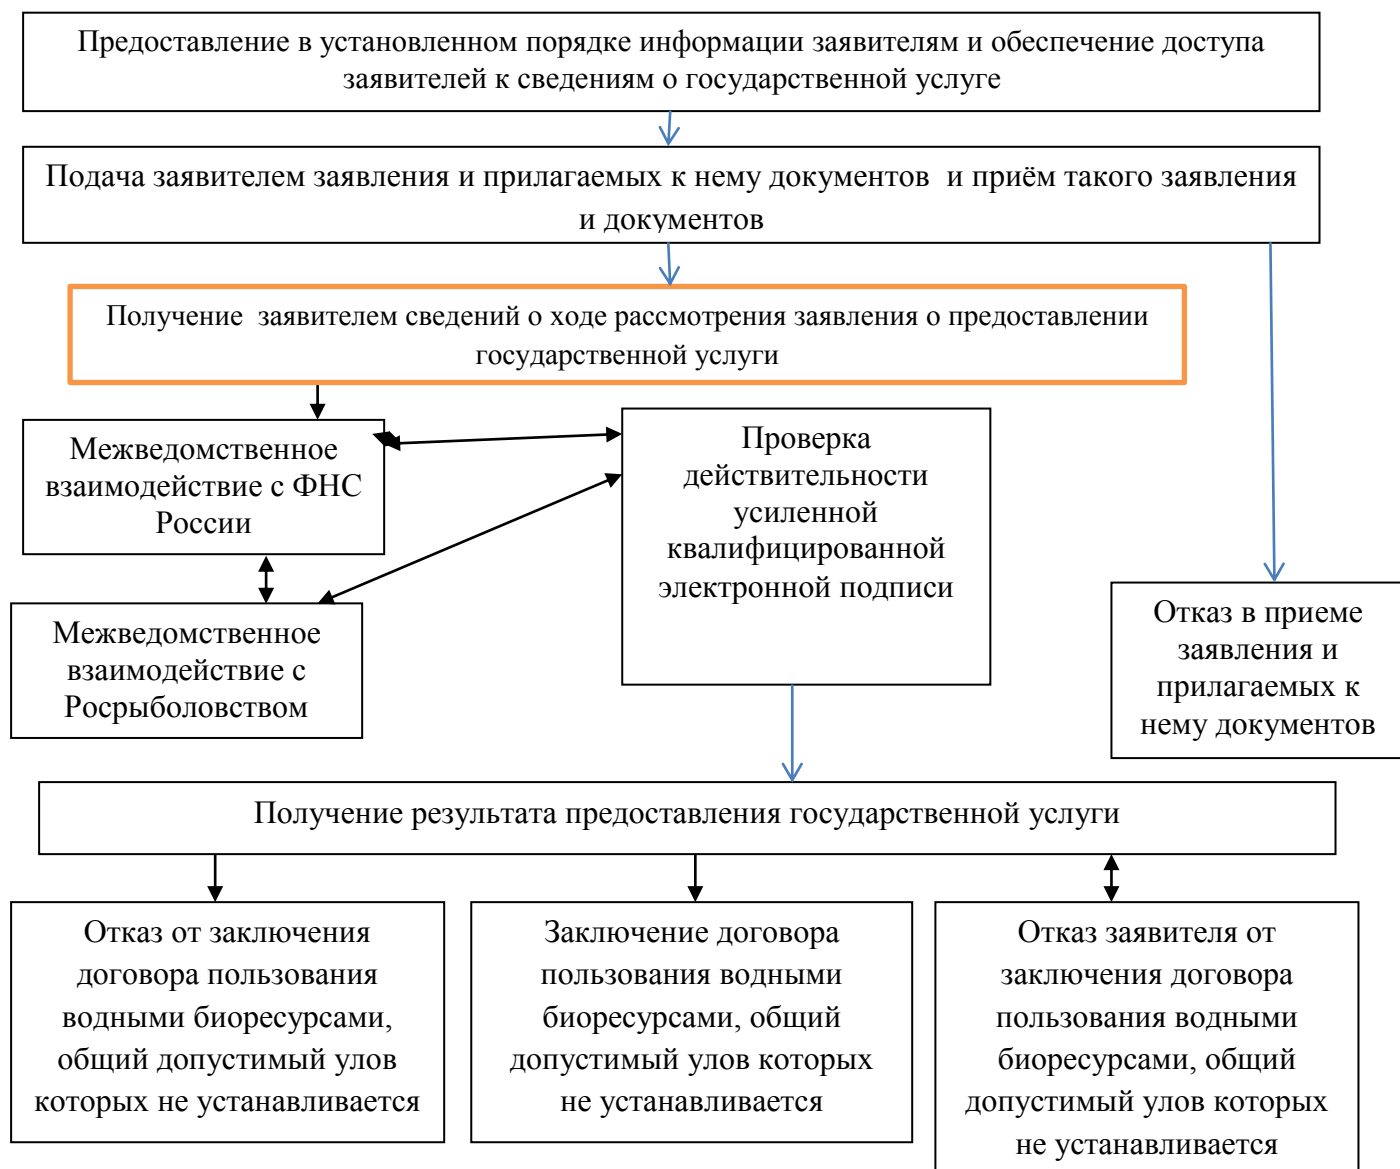 Предоставление в установленном порядке информации заявителям и обеспечение доступа
заявителей к сведениям о государственной услуге
Подача заявителем заявления и прилагаемых к нему документов  и приём такого заявления
и документов
Получение  заявителем сведений о ходе рассмотрения заявления о предоставлении
государственной услуги
Межведомственное
взаимодействие с ФНС
России
Проверка
действительности
усиленной
квалифицированной
электронной подписи
Межведомственное
взаимодействие с
Росрыболовством
Отказ в приеме
заявления и
прилагаемых к
нему документов
Получение результата предоставления государственной услуги
Отказ от заключения
договора пользования
водными биоресурсами,
общий допустимый улов
которых не устанавливается
Заключение договора
пользования водными
биоресурсами, общий
допустимый улов которых
не устанавливается
Отказ заявителя от
заключения договора
пользования водными
биоресурсами, общий
допустимый улов которых
не устанавливается